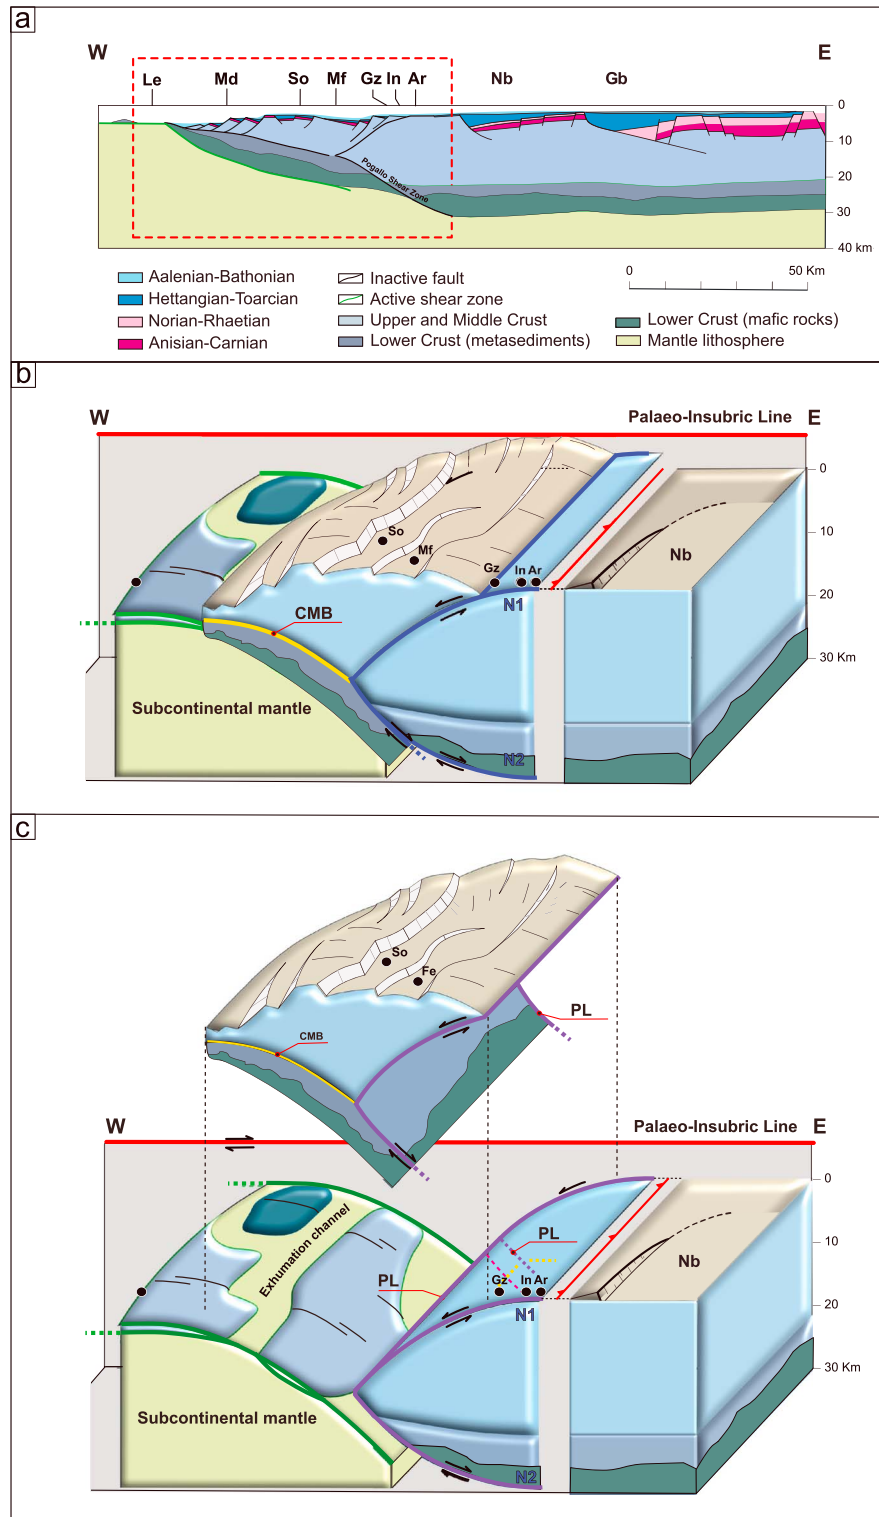 a
W
E
Le Md So Mf Gz In Ar Nb Gb
0
10
20
30
40 km
Pogallo Shear Zone
0 50 Km
Aalenian-Bathonian
Hettangian-Toarcian
Norian-Rhaetian
Anisian-Carnian
Inactive fault
Active shear zone
Upper and Middle Crust
Lower Crust (metasediments)
Lower Crust (mafic rocks)
Mantle lithosphere
b
W
Palaeo-Insubric Line E
0
10
20
30 Km
So
Mf
Gz In Ar
Nb
N1
CMB
Subcontinental mantle
N2
c
So
Fe
PL
CMB
W
Palaeo-Insubric Line E
0
10
20
30 Km
Exhumation channel
PL
PL
Nb
Gz In Ar
N1
Subcontinental mantle
N2